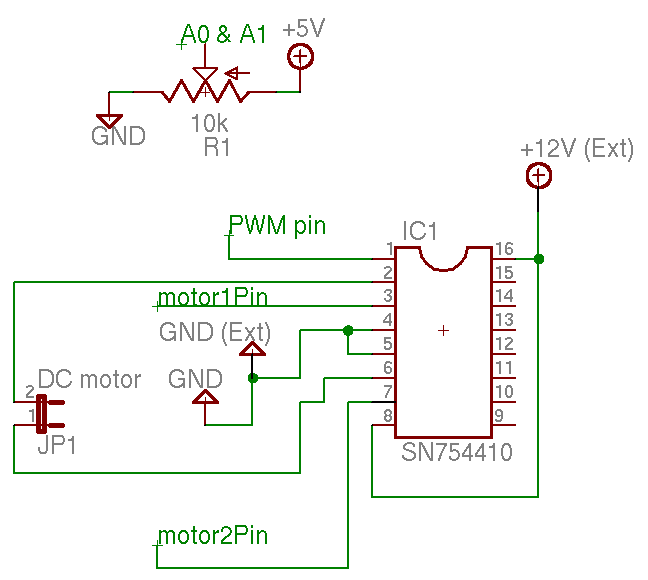 A0 & A1
+5V
GND
10k
R1
+12V (Ext)
PWM pin
IC1
1
16
2
15
motor1Pin
3
14
GND (Ext)
4
13
5
12
DC motor
GND
6
11
2
7
10
1
8
9
JP1
SN754410
motor2Pin